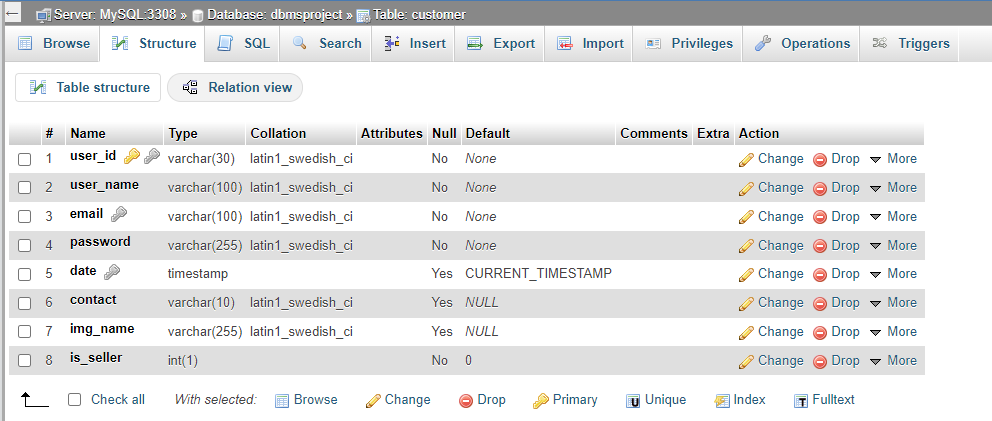 Server: MySQL:3308 » Database: dbmsproject » Table: customer
Browse Structure SQL Search Insert Export Import Privileges Operations Triggers
Table structure Relation view
# Name Type Collation Attributes Null Default Comments Extra Action
1 user_id varchar(30) latin1_swedish_ci No None Change Drop More
2 user_name varchar(100) latin1_swedish_ci No None Change Drop More
3 email varchar(100) latin1_swedish_ci No None Change Drop More
4 password varchar(255) latin1_swedish_ci No None Change Drop More
5 date timestamp Yes CURRENT_TIMESTAMP Change Drop More
6 contact varchar(10) latin1_swedish_ci Yes NULL Change Drop More
7 img_name varchar(255) latin1_swedish_ci Yes NULL Change Drop More
8 is_seller int(1) No 0 Change Drop More
Check all With selected: Browse Change Drop Primary Unique Index Fulltext